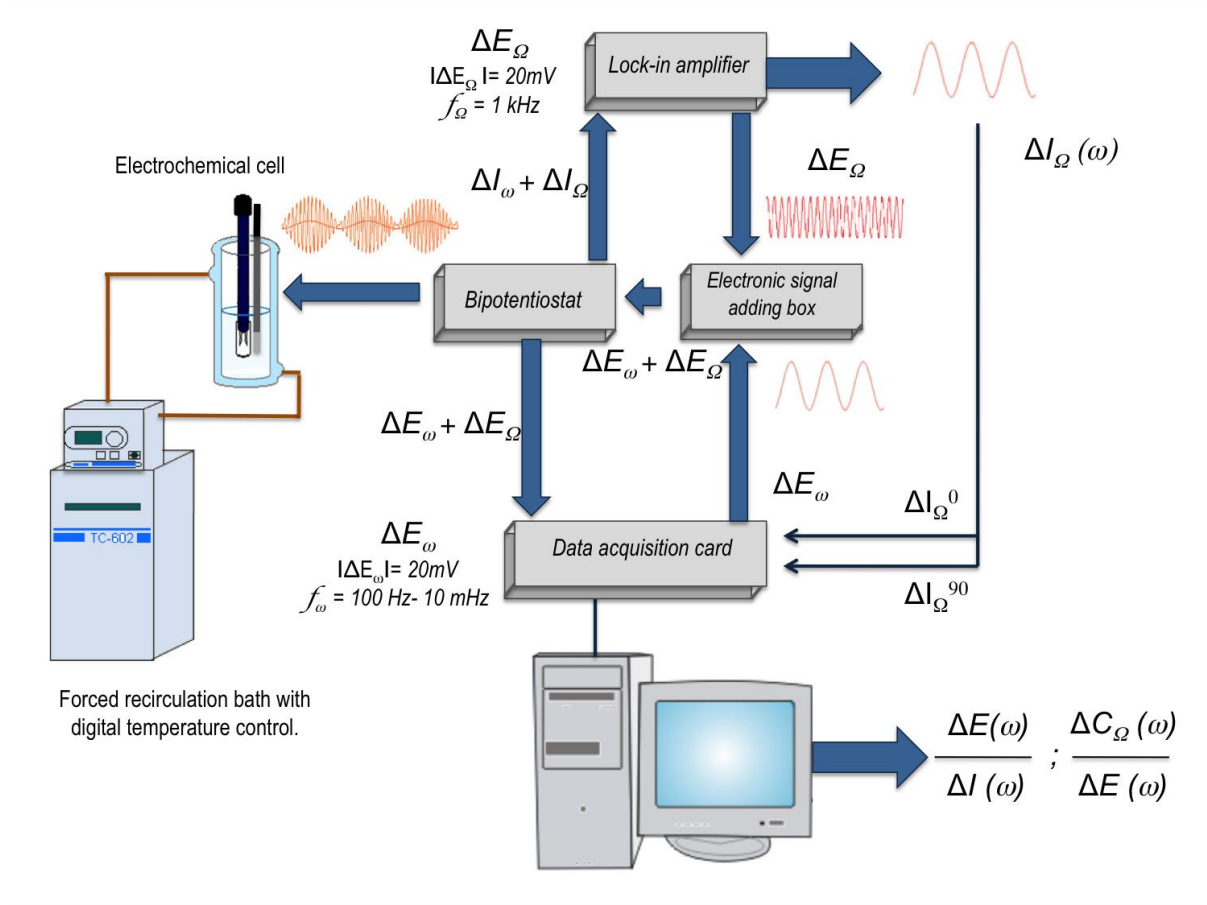 ΔE_Ω
|ΔE_Ω| = 20mV
f_Ω = 1 kHz
Lock-in amplifier
ΔI_Ω (ω)
Electrochemical cell
ΔI_ω + ΔI_Ω
ΔE_Ω
Bipotentiostat
Electronic signal
adding box
ΔE_ω + ΔE_Ω
ΔE_ω + ΔE_Ω
ΔE_ω
ΔI_Ω^0
TC-602
ΔE_ω
|ΔE_ω| = 20mV
f_ω = 100 Hz- 10 mHz
Data acquisition card
ΔI_Ω^90
Forced recirculation bath with
digital temperature control.
ΔE(ω) / ΔI (ω) ; ΔC_Ω (ω) / ΔE (ω)